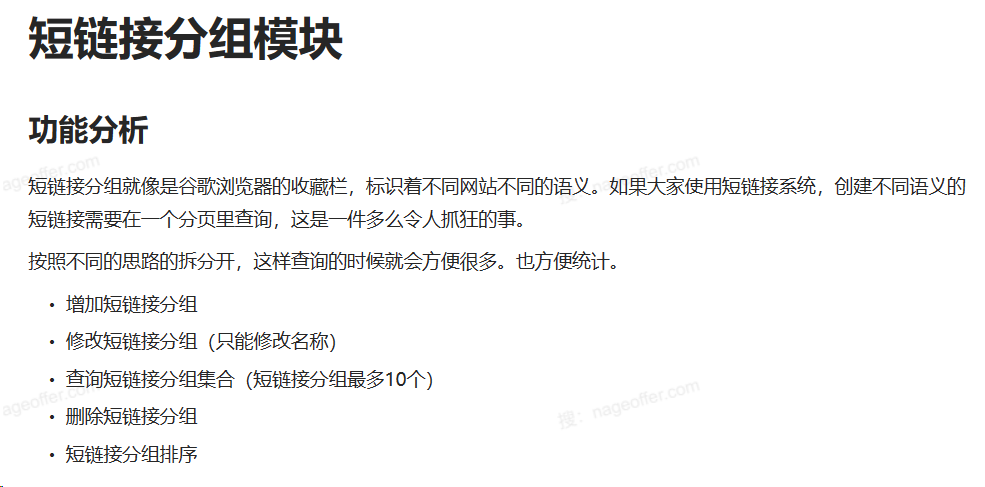 短链接分组模块
功能分析
短链接分组就像是谷歌浏览器的收藏栏，标识着不同网站不同的语义。如果大家使用短链接系统，创建不同语义的
短链接需要在一个分页里查询，这是一件多么令人抓狂的事。
按照不同的思路的拆分开，这样查询的时候就会方便很多。也方便统计。
• 增加短链接分组
• 修改短链接分组（只能修改名称）
• 查询短链接分组集合（短链接分组最多10个）
• 删除短链接分组
• 短链接分组排序
ageoffer.com
搜：nageoffer.com
ageoffer.com
搜：nageoffer.com